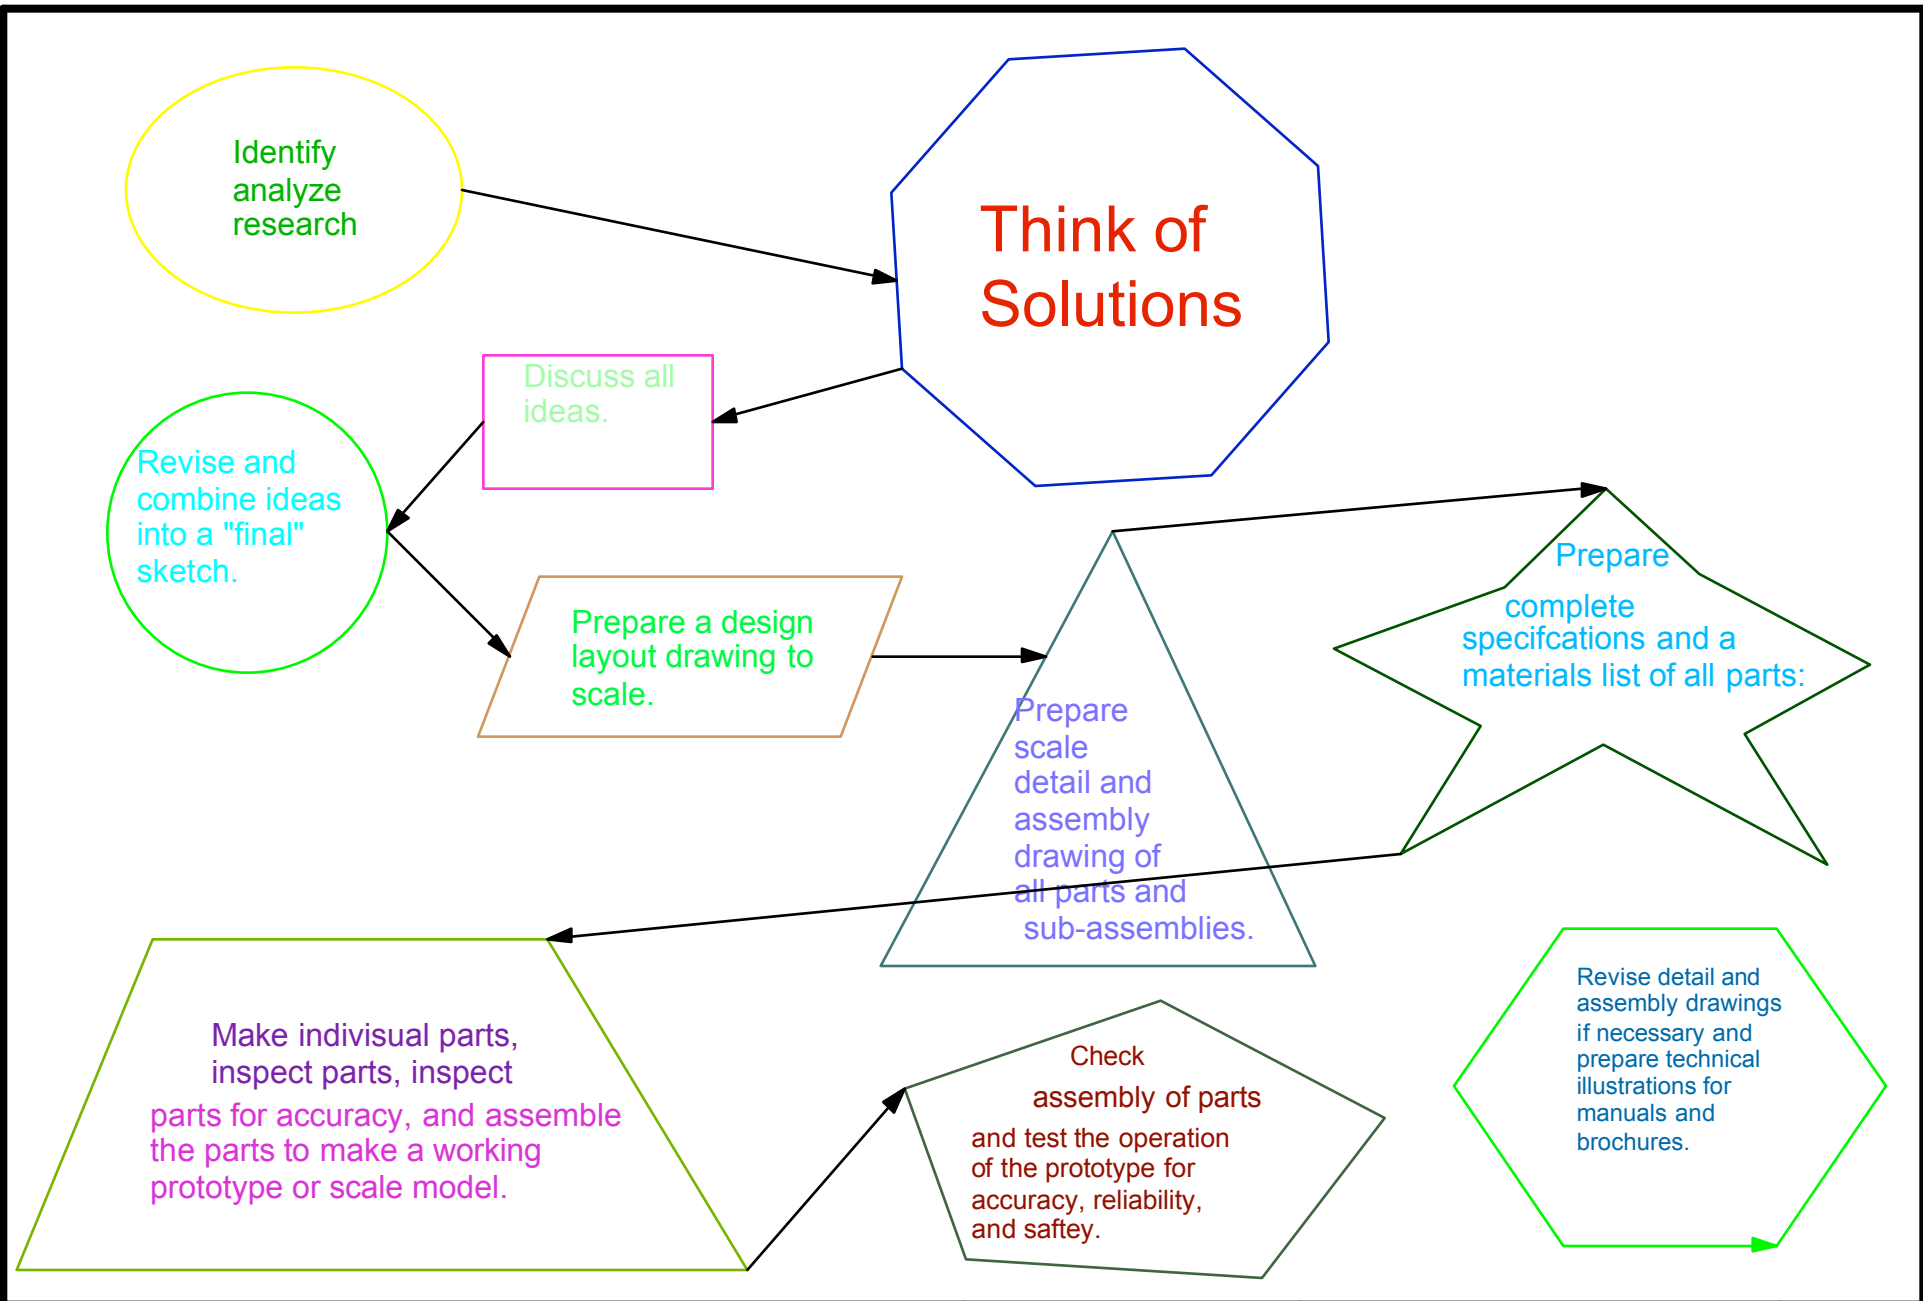 Identify
analyze
research
Think of
Solutions
Discuss all
ideas.
Revise and
combine ideas
into a "final"
sketch.
Prepare a design
layout drawing to
scale.
Prepare
scale
detail and
assembly
drawing of
all parts and
sub-assemblies.
Prepare
complete
specifcations and a
materials list of all parts:
Make indivisual parts,
inspect parts, inspect
parts for accuracy, and assemble
the parts to make a working
prototype or scale model.
Check
assembly of parts
and test the operation
of the prototype for
accuracy, reliability,
and saftey.
Revise detail and
assembly drawings
if necessary and
prepare technical
illustrations for
manuals and
brochures.